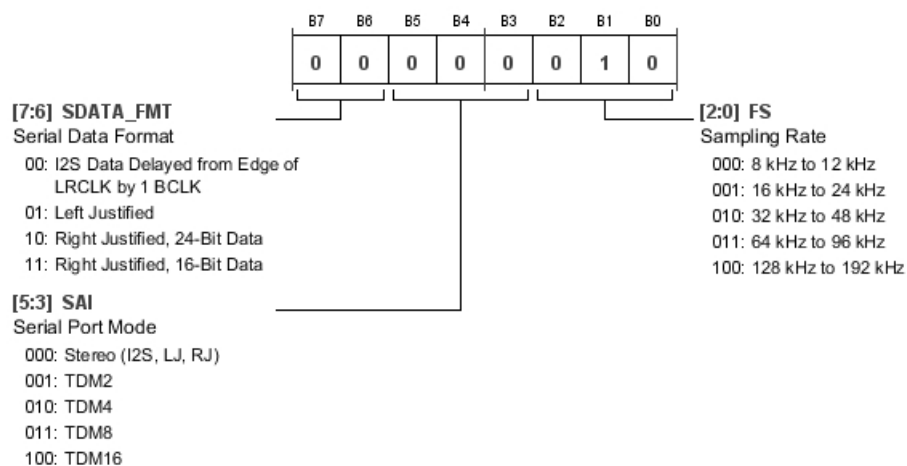 B7 B6 B5 B4 B3 B2 B1 B0
0 0 0 0 0 0 1 0
[7:6] SDATA_FMT
Serial Data Format
00: I2S Data Delayed from Edge of
LRCLK by 1 BCLK
01: Left Justified
10: Right Justified, 24-Bit Data
11: Right Justified, 16-Bit Data
[5:3] SAI
Serial Port Mode
000: Stereo (I2S, LJ, RJ)
001: TDM2
010: TDM4
011: TDM8
100: TDM16
[2:0] FS
Sampling Rate
000: 8 kHz to 12 kHz
001: 16 kHz to 24 kHz
010: 32 kHz to 48 kHz
011: 64 kHz to 96 kHz
100: 128 kHz to 192 kHz